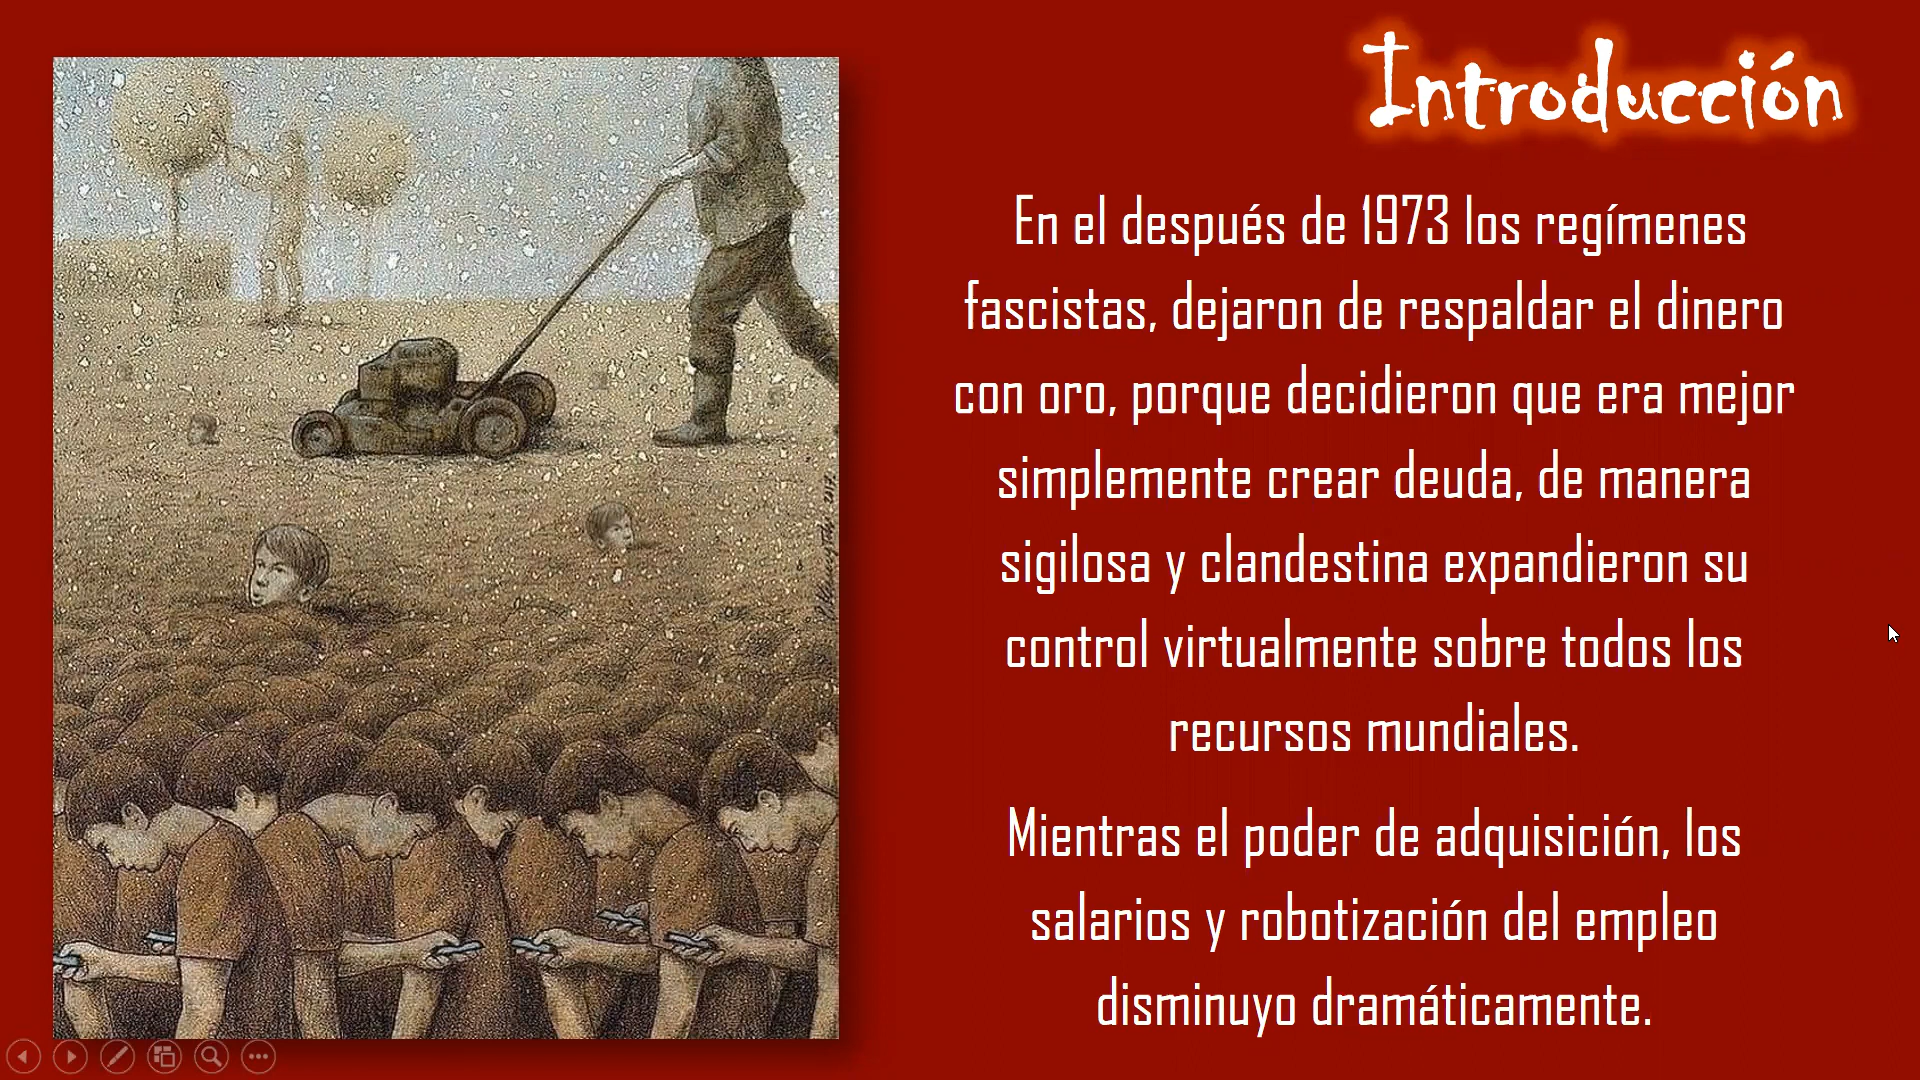 Introducción
En el después de 1973 los regímenes
fascistas, dejaron de respaldar el dinero
con oro, porque decidieron que era mejor
simplemente crear deuda, de manera
sigilosa y clandestina expandieron su
control virtualmente sobre todos los
recursos mundiales.
Mientras el poder de adquisición, los
salarios y robotización del empleo
disminuyo dramáticamente.